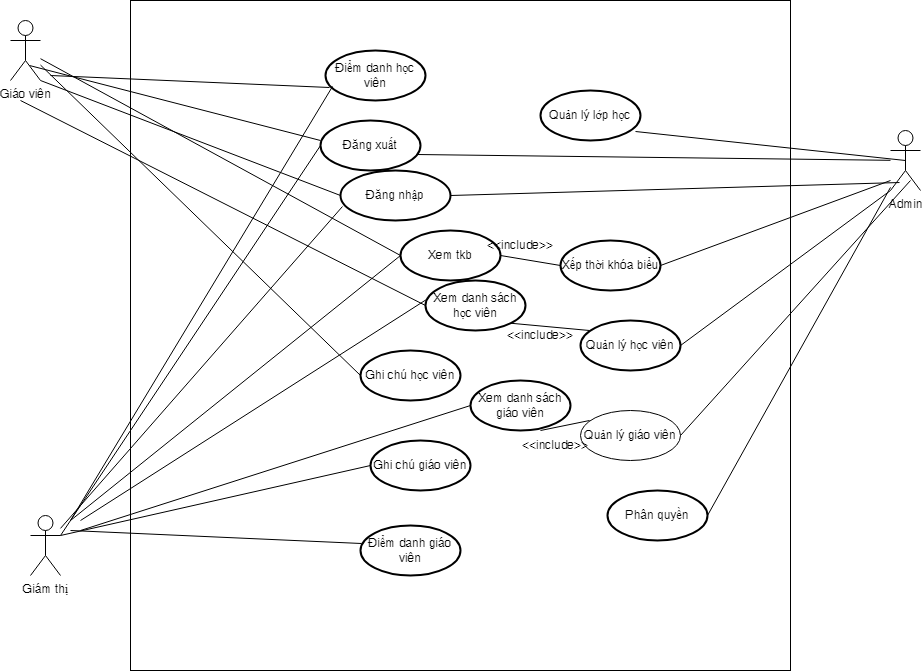 Giáo viên
Điểm danh học
viên
Quản lý lớp học
Đăng xuất
Đăng nhập
Admin
Xem tkb
<<include>>
Xếp thời khóa biểu
Xem danh sách
học viên
<<include>>
Quản lý học viên
Ghi chú học viên
Xem danh sách
giáo viên
Quản lý giáo viên
<<include>>
Ghi chú giáo viên
Phân quyền
Điểm danh giáo
viên
Giám thị